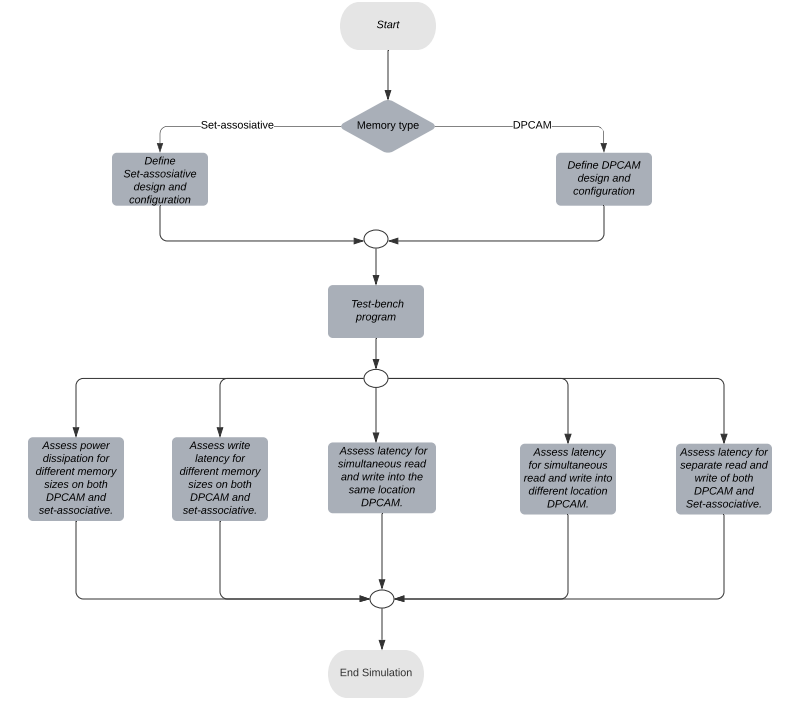 Start
Memory type
Set-assosiative
DPCAM
Define
Set-assosiative
design and
configuration
Define DPCAM
design and
configuration
Test-bench
program
Assess power
dissipation for
different memory
sizes on both
DPCAM and
set-associative.
Assess write
latency for
different memory
sizes on both
DPCAM and
set-associative.
Assess latency for
simultaneous read
and write into the
same location
DPCAM.
Assess latency
for simultaneous
read and write into
different location
DPCAM.
Assess latency for
separate read and
write of both
DPCAM and
Set-associative.
End Simulation